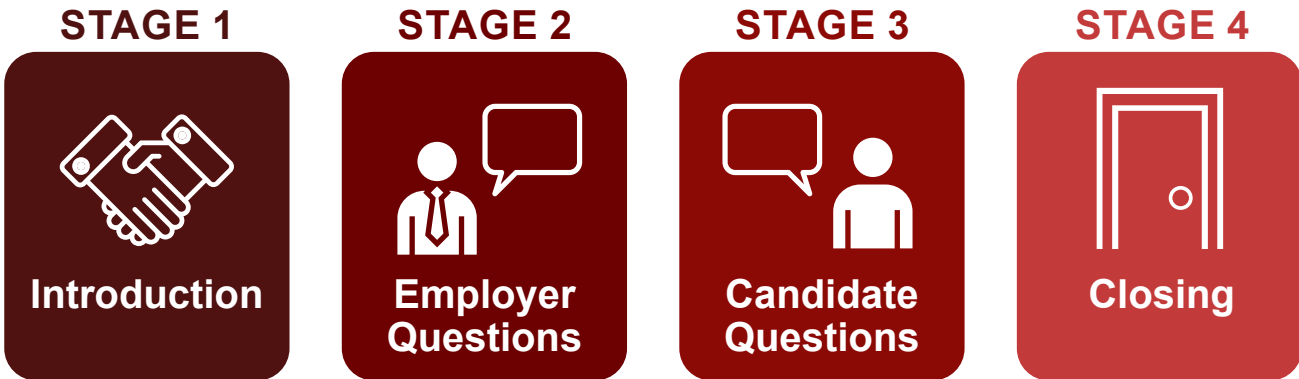 STAGE 1
Introduction
STAGE 2
Employer
Questions
STAGE 3
Candidate
Questions
STAGE 4
Closing